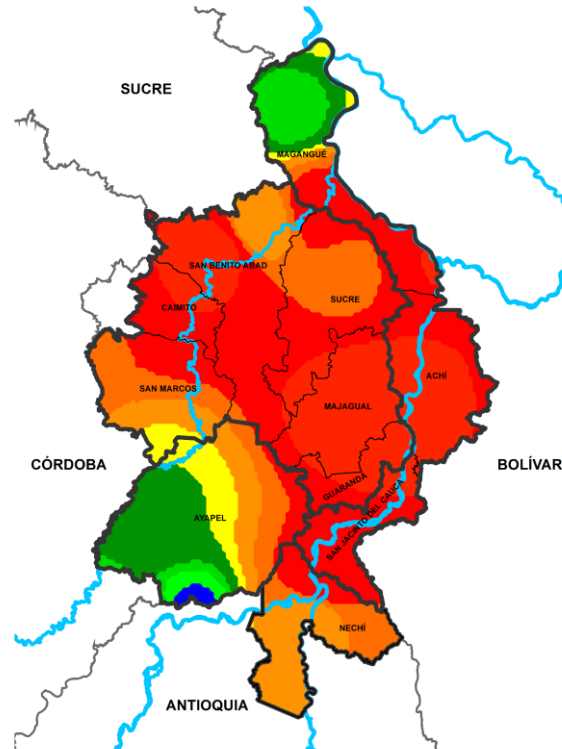 SUCRE
MAGANGUÉ
SAN BENITO ABAD
SUCRE
CAIMITO
ACHÍ
SAN MARCOS
MAJAGUAL
CÓRDOBA
BOLÍVAR
GUARANDA
AYAPEL
SAN JACINTO DEL CAUCA
NECHÍ
ANTIOQUIA